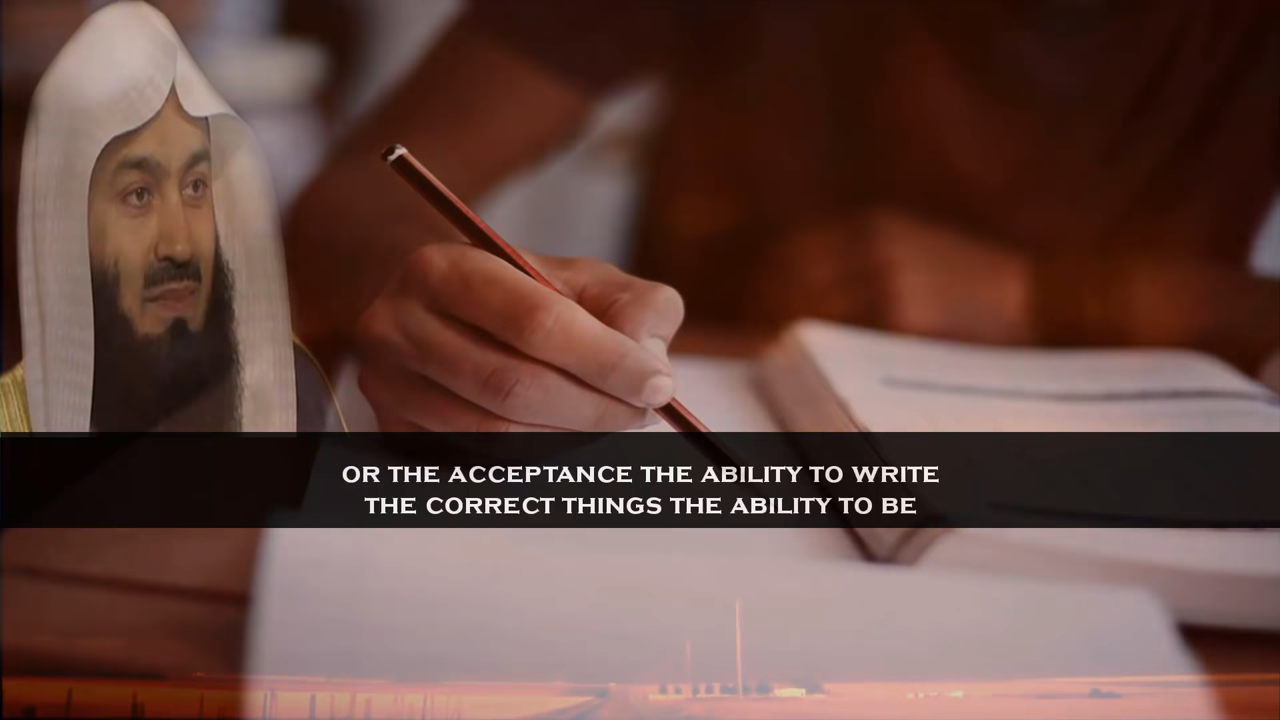 OR THE ACCEPTANCE THE ABILITY TO WRITE
THE CORRECT THINGS THE ABILITY TO BE